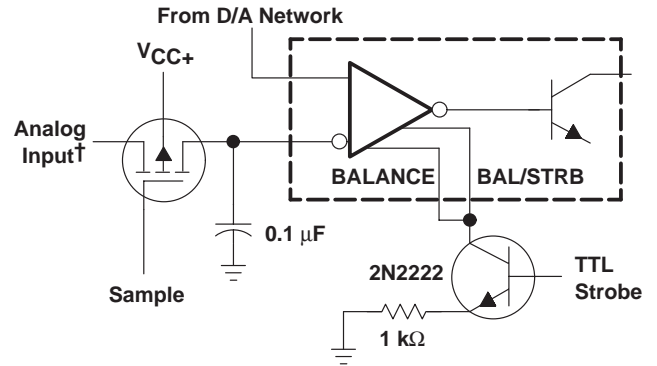 From D/A Network
VCC+
Analog
Input†
BALANCE
BAL/STRB
0.1 μF
2N2222
TTL
Strobe
Sample
1 kΩ